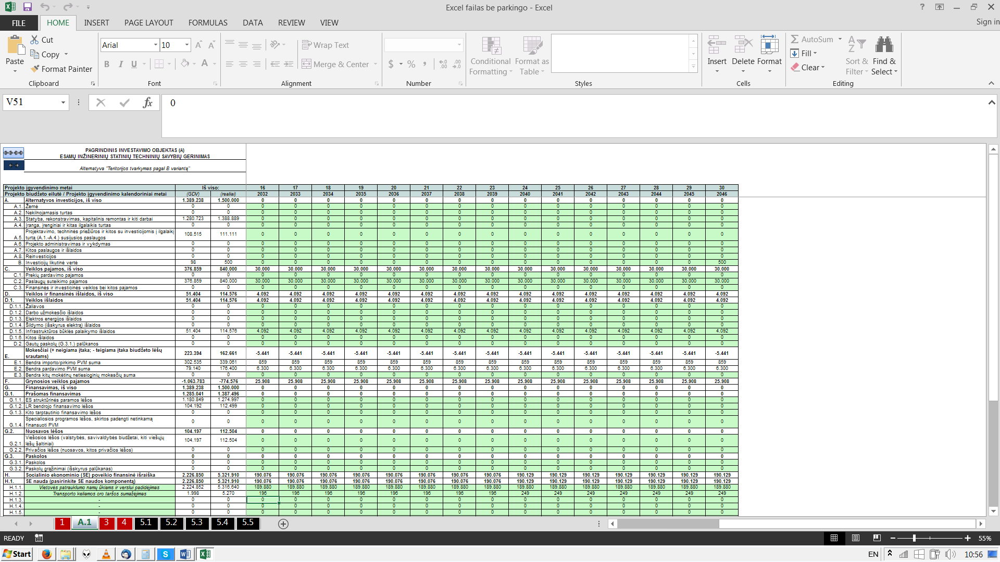 Excel failas be parkingo - Excel
FILE HOME INSERT PAGE LAYOUT FORMULAS DATA REVIEW VIEW Sign in
Paste Cut Copy Format Painter Clipboard
Arial 10 B I U A Font
Wrap Text Merge & Center Alignment
$ % , Number
Conditional Formatting Format as Table Styles
Insert Delete Format Cells
AutoSum Fill Clear Sort & Filter Find & Select Editing
V51 fx 0
PAGRINDINIS INVESTAVIMO OBJEKTAS (A)
ESAMŲ INŽINERINIŲ STATINIŲ TECHNINIŲ SAVYBIŲ GERINIMAS
Alternatyva "Teritorijos tvarkymas pagal B variantą"
Projekto įgyvendinimo metai Iš viso: 16 17 18 19 20 21 22 23 24 25 26 27 28 29 30
Projekto biudžeto eilutė / Projekto įgyvendinimo kalendoriniai metai (GDV) (realiai) 2032 2033 2034 2035 2036 2037 2038 2039 2040 2041 2042 2043 2044 2045 2046
A. Alternatyvos investicijos, iš viso 1.389.238 1.500.000 0 0 0 0 0 0 0 0 0 0 0 0 0 0 0
A.1. Žemė 0 0 0 0 0 0 0 0 0 0 0 0 0 0 0 0 0
A.2. Nekilnojamasis turtas 0 0 0 0 0 0 0 0 0 0 0 0 0 0 0 0 0
A.3. Statyba, rekonstravimas, kapitalinis remontas ir kiti darbai 1.280.723 1.388.889 0 0 0 0 0 0 0 0 0 0 0 0 0 0 0
A.4. Įranga, įrenginiai ir kitas ilgalaikis turtas 0 0 0 0 0 0 0 0 0 0 0 0 0 0 0 0 0
Projektavimo, techninės priežiūros ir kitos su investicijomis į ilgalaikį
A.5. turtą (A.1.-A.4.) susijusios paslaugos 108.515 111.111 0 0 0 0 0 0 0 0 0 0 0 0 0 0 0
A.6. Projekto administravimas ir vykdymas 0 0 0 0 0 0 0 0 0 0 0 0 0 0 0 0 0
A.7. Kitos paslaugos ir išlaidos 0 0 0 0 0 0 0 0 0 0 0 0 0 0 0 0 0
A.8. Reinvesticijos 0 0 0 0 0 0 0 0 0 0 0 0 0 0 0 0 0
B. Investicijų likutinė vertė 98 500 0 0 0 0 0 0 0 0 0 0 0 0 0 0 500
C. Veiklos pajamos, iš viso 376.859 840.000 30.000 30.000 30.000 30.000 30.000 30.000 30.000 30.000 30.000 30.000 30.000 30.000 30.000 30.000 30.000
C.1. Prekių pardavimo pajamos 0 0 0 0 0 0 0 0 0 0 0 0 0 0 0 0 0
C.2. Paslaugų suteikimo pajamos 376.859 840.000 30.000 30.000 30.000 30.000 30.000 30.000 30.000 30.000 30.000 30.000 30.000 30.000 30.000 30.000 30.000
C.3. Finansinės ir investicinės veiklos bei kitos pajamos 0 0 0 0 0 0 0 0 0 0 0 0 0 0 0 0 0
D. Veiklos ir finansinės išlaidos, iš viso 51.404 114.576 4.092 4.092 4.092 4.092 4.092 4.092 4.092 4.092 4.092 4.092 4.092 4.092 4.092 4.092 4.092
D.1. Veiklos išlaidos 51.404 114.576 4.092 4.092 4.092 4.092 4.092 4.092 4.092 4.092 4.092 4.092 4.092 4.092 4.092 4.092 4.092
D.1.1. Žaliavos 0 0 0 0 0 0 0 0 0 0 0 0 0 0 0 0 0
D.1.2. Darbo užmokesčio išlaidos 0 0 0 0 0 0 0 0 0 0 0 0 0 0 0 0 0
D.1.3. Elektros energijos išlaidos 0 0 0 0 0 0 0 0 0 0 0 0 0 0 0 0 0
D.1.4. Šildymo (išskyrus elektrą) išlaidos 0 0 0 0 0 0 0 0 0 0 0 0 0 0 0 0 0
D.1.5. Infrastruktūros būklės palaikymo išlaidos 51.404 114.576 4.092 4.092 4.092 4.092 4.092 4.092 4.092 4.092 4.092 4.092 4.092 4.092 4.092 4.092 4.092
D.1.6. Kitos išlaidos 0 0 0 0 0 0 0 0 0 0 0 0 0 0 0 0 0
D.2. Gautų paskolų (G.3.1.) palūkanos 0 0 0 0 0 0 0 0 0 0 0 0 0 0 0 0 0
Mokesčiai (+ neigiama įtaka; - teigiama įtaka biudžeto lėšų
E. srautams) 223.394 162.661 -5.441 -5.441 -5.441 -5.441 -5.441 -5.441 -5.441 -5.441 -5.441 -5.441 -5.441 -5.441 -5.441 -5.441 -5.441
E.1. Bendra importo/pirkimo PVM suma 302.535 339.061 859 859 859 859 859 859 859 859 859 859 859 859 859 859 859
E.2. Bendra pardavimo PVM suma 79.140 176.400 6.300 6.300 6.300 6.300 6.300 6.300 6.300 6.300 6.300 6.300 6.300 6.300 6.300 6.300 6.300
E.3. Bendra kitų mokėtinų netiesioginių mokesčių suma 0 0 0 0 0 0 0 0 0 0 0 0 0 0 0 0 0
F. Grynosios veiklos pajamos -1.063.783 -774.576 25.908 25.908 25.908 25.908 25.908 25.908 25.908 25.908 25.908 25.908 25.908 25.908 25.908 25.908 25.908
G. Finansavimas, iš viso 1.389.238 1.500.000 0 0 0 0 0 0 0 0 0 0 0 0 0 0 0
G.1. Prašomas finansavimas 1.285.041 1.387.496 0 0 0 0 0 0 0 0 0 0 0 0 0 0 0
G.1.1. ES struktūrinės paramos lėšos 1.180.849 1.274.997 0 0 0 0 0 0 0 0 0 0 0 0 0 0 0
G.1.2. LR bendrojo finansavimo lėšos 104.192 112.499 0 0 0 0 0 0 0 0 0 0 0 0 0 0 0
G.1.3. Kito tarptautinio finansavimo lėšos 0 0 0 0 0 0 0 0 0 0 0 0 0 0 0 0 0
Specialiosios programos lėšos, skirtos padengti netinkamą
G.1.4. finansuoti PVM 0 0 0 0 0 0 0 0 0 0 0 0 0 0 0 0 0
G.2. Nuosavos lėšos 104.197 112.504 0 0 0 0 0 0 0 0 0 0 0 0 0 0 0
Viešosios lėšos (valstybės, savivaldybės biudžetai, kiti viešųjų
G.2.1. lėšų šaltiniai) 104.197 112.504 0 0 0 0 0 0 0 0 0 0 0 0 0 0 0
G.2.2. Privačios lėšos (nuosavos, kitos privačios lėšos) 0 0 0 0 0 0 0 0 0 0 0 0 0 0 0 0 0
G.3. Paskolos 0 0 0 0 0 0 0 0 0 0 0 0 0 0 0 0 0
G.3.1. Paskolos 0 0 0 0 0 0 0 0 0 0 0 0 0 0 0 0 0
G.3.2. Paskolų grąžinimai (išskyrus palūkanas) 0 0 0 0 0 0 0 0 0 0 0 0 0 0 0 0 0
H. Socialinio ekonominio (SE) poveikio finansinė išraiška 2.226.850 5.321.910 190.076 190.076 190.076 190.076 190.076 190.076 190.076 190.076 190.129 190.129 190.129 190.129 190.129 190.129 190.129
H.1. SE nauda (pasirinkite SE naudos komponentą) 2.226.850 5.321.910 190.076 190.076 190.076 190.076 190.076 190.076 190.076 190.076 190.129 190.129 190.129 190.129 190.129 190.129 190.129
H.1.1. Vietovės patrauklumo namų ūkiams ir verslui padidėjimas 2.224.852 5.316.640 189.880 189.880 189.880 189.880 189.880 189.880 189.880 189.880 189.880 189.880 189.880 189.880 189.880 189.880 189.880
H.1.2. Transporto keliamos oro taršos sumažėjimas 1.998 5.270 196 196 196 196 196 196 196 196 249 249 249 249 249 249 249
H.1.3. - 0 0 0 0 0 0 0 0 0 0 0 0 0 0 0 0 0
H.1.4. - 0 0 0 0 0 0 0 0 0 0 0 0 0 0 0 0 0
H.1.5. - 0 0 0 0 0 0 0 0 0 0 0 0 0 0 0 0 0
1 A.1 3 4 5.1 5.2 5.3 5.4 5.5
READY 55%
Start EN 10:56